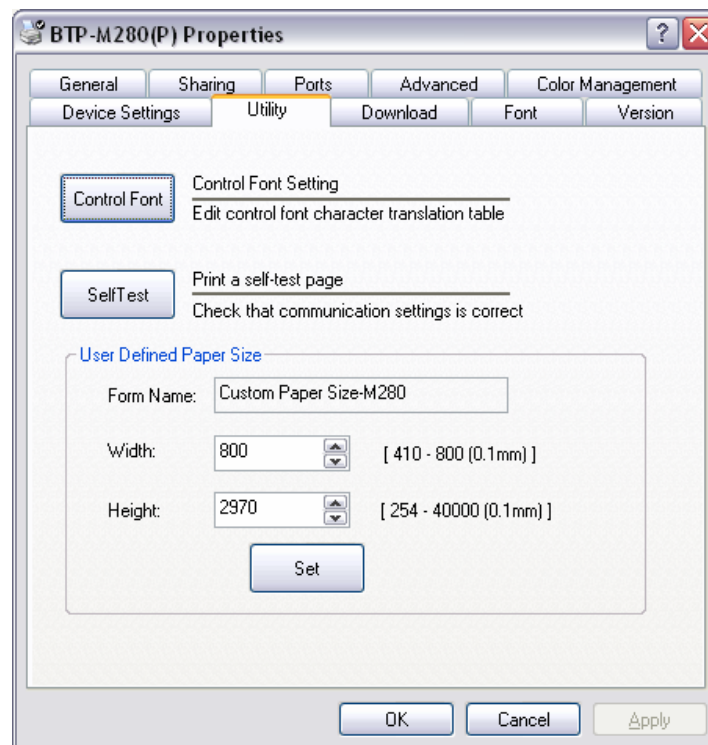 BTP-M280(P) Properties
General Sharing Ports Advanced Color Management
Device Settings Utility Download Font Version
Control Font
Control Font Setting
Edit control font character translation table
SelfTest
Print a self-test page
Check that communication settings is correct
User Defined Paper Size
Form Name: Custom Paper Size-M280
Width: 800 [ 410 - 800 (0.1mm) ]
Height: 2970 [ 254 - 40000 (0.1mm) ]
Set
OK Cancel Apply